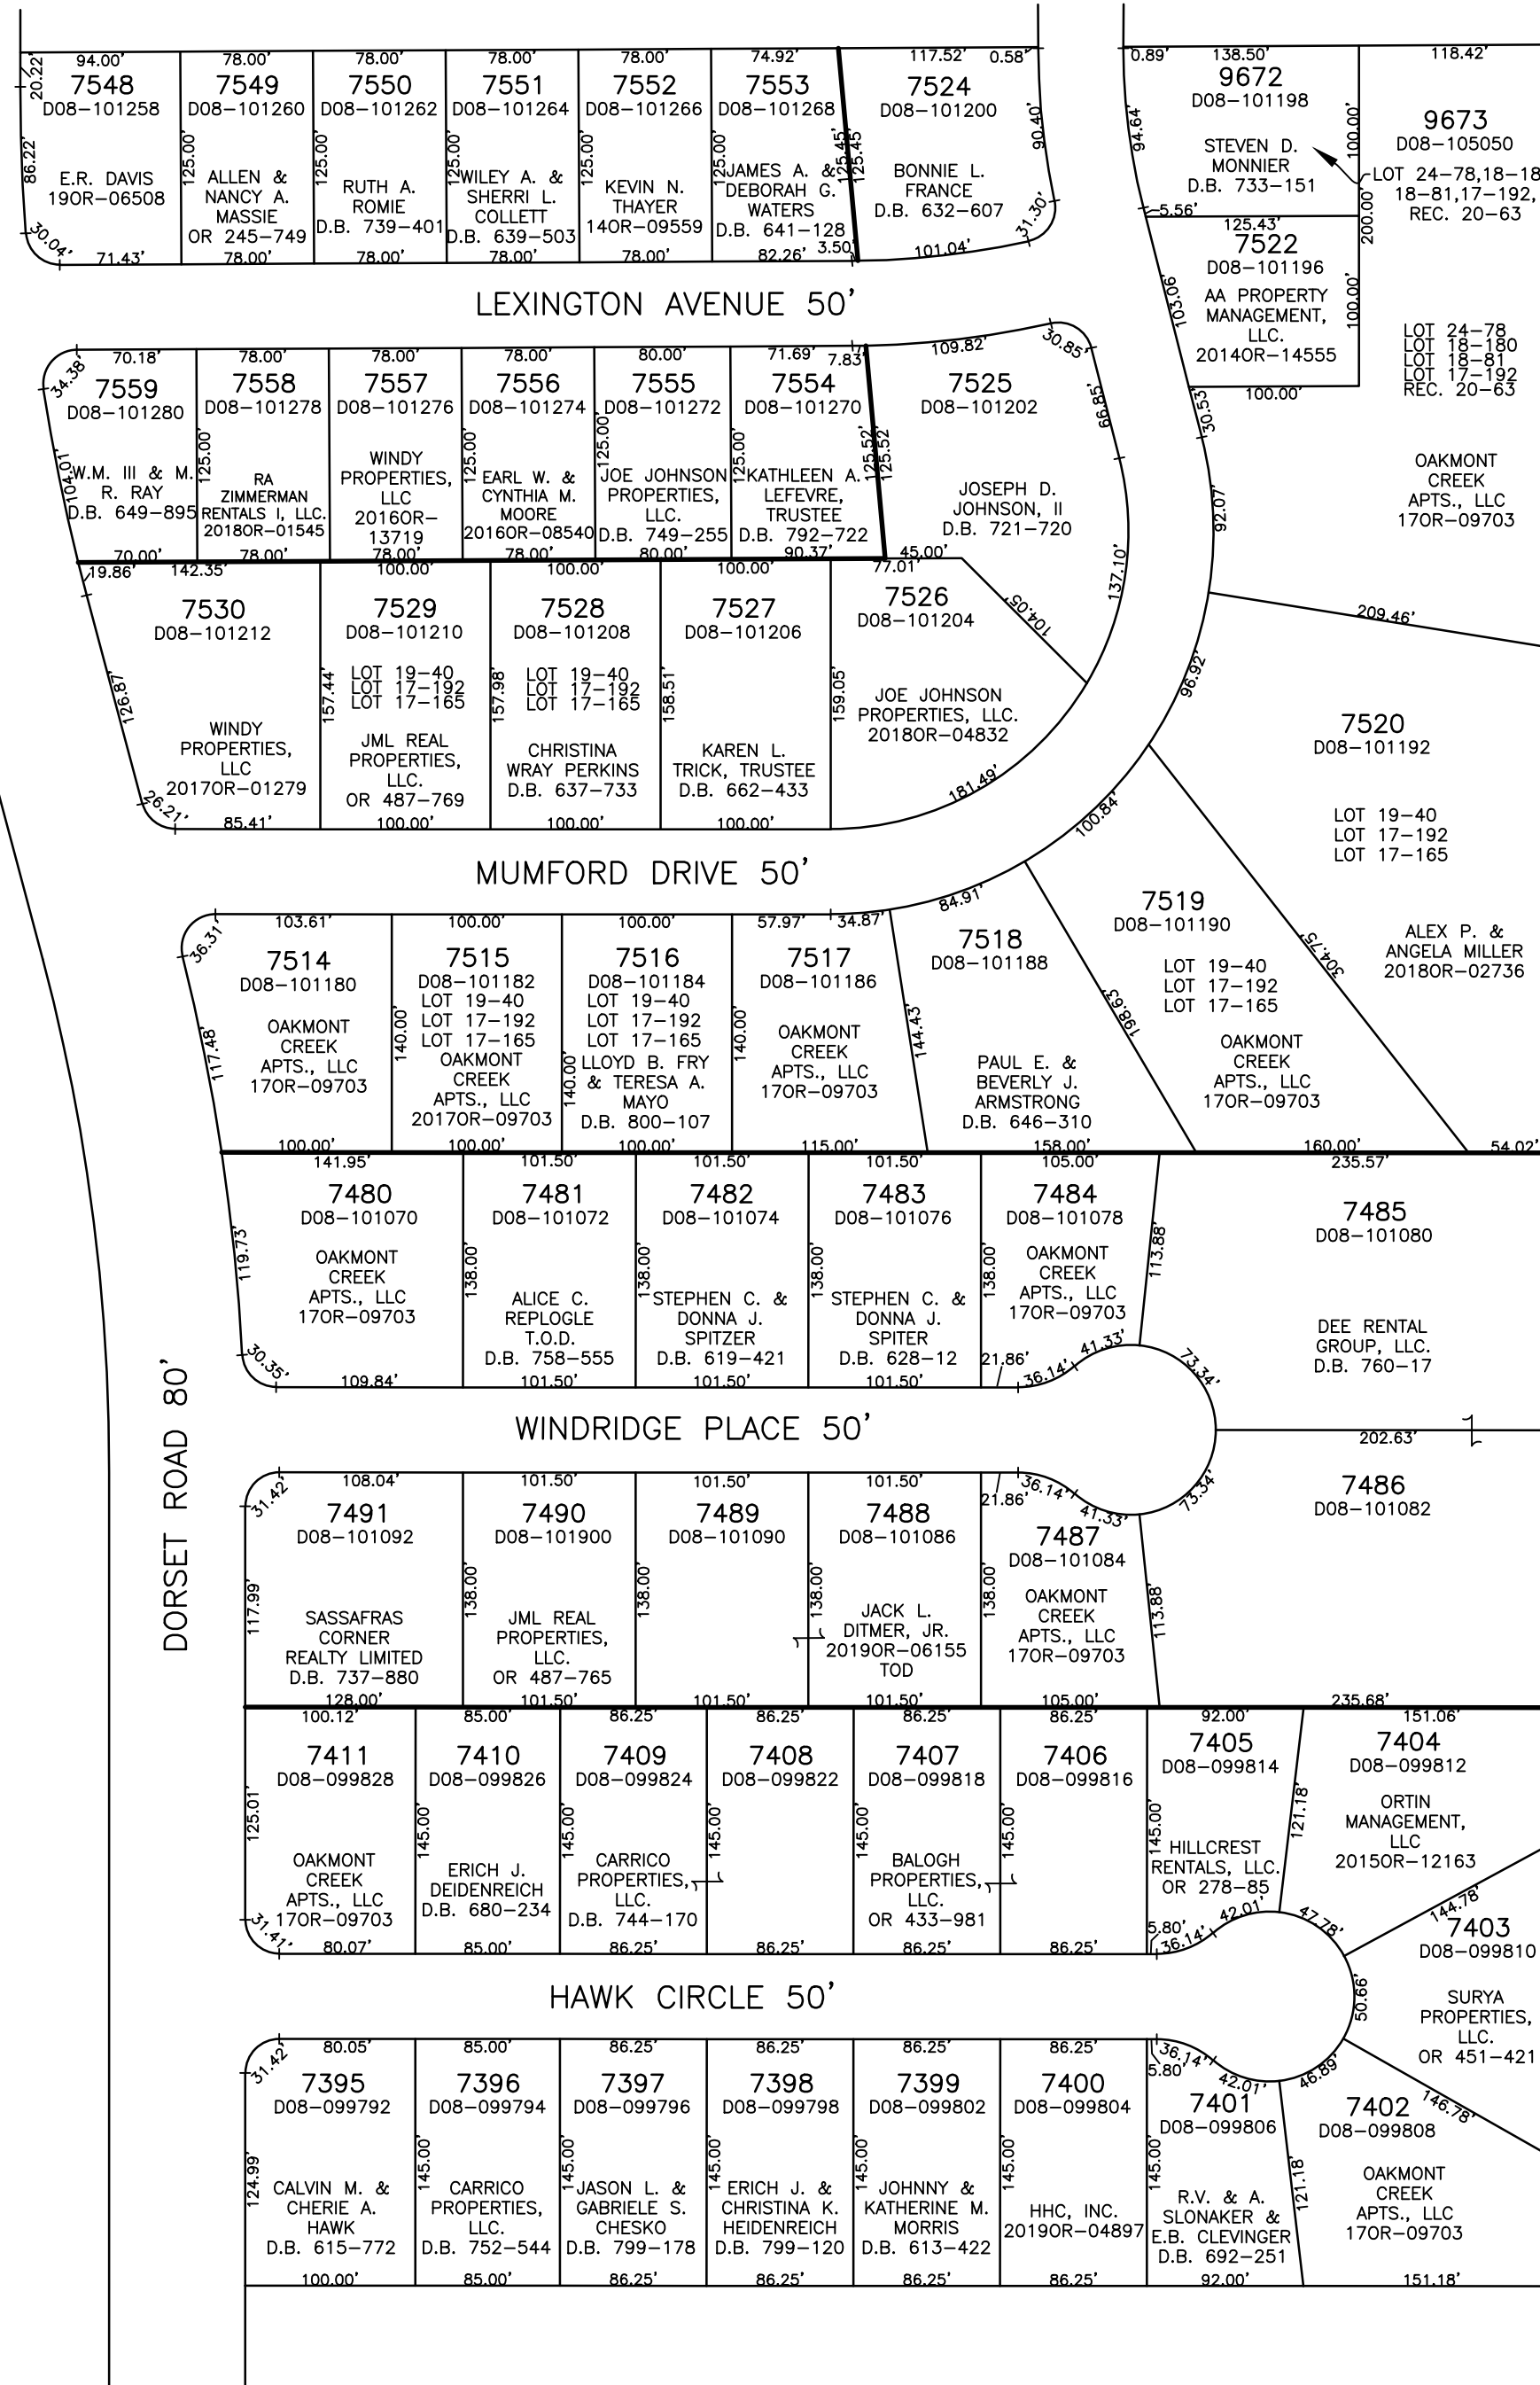 94.00'
78.00'
78.00'
78.00'
78.00'
74.92'
117.52'
0.58'
0.89'
138.50'
118.42'
20.22'
86.22'
30.04'
7548
D08-101258
E.R. DAVIS
19OR-06508
71.43'
125.00'
7549
D08-101260
ALLEN &
NANCY A.
MASSIE
OR 245-749
78.00'
125.00'
7550
D08-101262
RUTH A.
ROMIE
D.B. 739-401
78.00'
125.00'
7551
D08-101264
WILEY A. &
SHERRI L.
COLLETT
D.B. 639-503
78.00'
125.00'
7552
D08-101266
KEVIN N.
THAYER
14OR-09559
78.00'
125.00'
7553
D08-101268
JAMES A. &
DEBORAH G.
WATERS
D.B. 641-128
82.26'
3.50'
125.45'
125.45'
7524
D08-101200
BONNIE L.
FRANCE
D.B. 632-607
101.04'
31.30'
90.40'
94.64'
5.56'
9672
D08-101198
STEVEN D.
MONNIER
D.B. 733-151
100.00'
125.43'
7522
D08-101196
AA PROPERTY
MANAGEMENT,
LLC.
2014OR-14555
100.00'
100.00'
200.00'
103.06'
30.53'
9673
D08-105050
LOT 24-78,18-18
18-81,17-192,
REC. 20-63
LOT 24-78
LOT 18-180
LOT 18-81
LOT 17-192
REC. 20-63
OAKMONT
CREEK
APTS., LLC
17OR-09703
92.07'
209.46'
LEXINGTON AVENUE 50'
70.18'
78.00'
78.00'
78.00'
80.00'
71.69'
7.83'
109.82'
30.85'
34.38'
104.01'
7559
D08-101280
W.M. III & M.
R. RAY
D.B. 649-895
70.00'
125.00'
7558
D08-101278
RA
ZIMMERMAN
RENTALS I, LLC.
2018OR-01545
78.00'
7557
D08-101276
WINDY
PROPERTIES,
LLC
2016OR-
13719
78.00'
125.00'
7556
D08-101274
EARL W. &
CYNTHIA M.
MOORE
2016OR-08540
78.00'
125.00'
7555
D08-101272
JOE JOHNSON
PROPERTIES,
LLC.
D.B. 749-255
80.00'
125.00'
7554
D08-101270
KATHLEEN A.
LEFEVRE,
TRUSTEE
D.B. 792-722
90.37'
125.52'
125.52'
7525
D08-101202
JOSEPH D.
JOHNSON, II
D.B. 721-720
45.00'
66.85'
137.10'
104.05'
19.86'
142.35'
100.00'
100.00'
100.00'
77.01'
126.87'
26.21'
7530
D08-101212
WINDY
PROPERTIES,
LLC
2017OR-01279
85.41'
157.44'
7529
D08-101210
LOT 19-40
LOT 17-192
LOT 17-165
JML REAL
PROPERTIES,
LLC.
OR 487-769
100.00'
157.98'
7528
D08-101208
LOT 19-40
LOT 17-192
LOT 17-165
CHRISTINA
WRAY PERKINS
D.B. 637-733
100.00'
158.51'
7527
D08-101206
KAREN L.
TRICK, TRUSTEE
D.B. 662-433
100.00'
159.05'
7526
D08-101204
JOE JOHNSON
PROPERTIES, LLC.
2018OR-04832
181.49'
96.92'
7520
D08-101192
LOT 19-40
LOT 17-192
LOT 17-165
ALEX P. &
ANGELA MILLER
2018OR-02736
54.02'
MUMFORD DRIVE 50'
100.84'
84.91'
103.61'
100.00'
100.00'
57.97'
34.87'
36.31'
117.48'
7514
D08-101180
OAKMONT
CREEK
APTS., LLC
17OR-09703
100.00'
140.00'
7515
D08-101182
LOT 19-40
LOT 17-192
LOT 17-165
OAKMONT
CREEK
APTS., LLC
2017OR-09703
100.00'
140.00'
7516
D08-101184
LOT 19-40
LOT 17-192
LOT 17-165
LLOYD B. FRY
& TERESA A.
MAYO
D.B. 800-107
100.00'
140.00'
7517
D08-101186
OAKMONT
CREEK
APTS., LLC
17OR-09703
115.00'
144.43'
7518
D08-101188
PAUL E. &
BEVERLY J.
ARMSTRONG
D.B. 646-310
158.00'
198.63'
7519
D08-101190
LOT 19-40
LOT 17-192
LOT 17-165
OAKMONT
CREEK
APTS., LLC
17OR-09703
160.00'
304.75'
141.95'
101.50'
101.50'
101.50'
105.00'
235.57'
119.73'
30.35'
7480
D08-101070
OAKMONT
CREEK
APTS., LLC
17OR-09703
109.84'
138.00'
7481
D08-101072
ALICE C.
REPLOGLE
T.O.D.
D.B. 758-555
101.50'
138.00'
7482
D08-101074
STEPHEN C. &
DONNA J.
SPITZER
D.B. 619-421
101.50'
138.00'
7483
D08-101076
STEPHEN C. &
DONNA J.
SPITER
D.B. 628-12
101.50'
138.00'
7484
D08-101078
OAKMONT
CREEK
APTS., LLC
17OR-09703
21.86'
36.14'
41.33'
113.88'
73.34'
7485
D08-101080
DEE RENTAL
GROUP, LLC.
D.B. 760-17
202.63'
DORSET ROAD 80'
WINDRIDGE PLACE 50'
108.04'
101.50'
101.50'
101.50'
21.86'
36.14'
41.33'
73.34'
31.42'
117.99'
7491
D08-101092
SASSAFRAS
CORNER
REALTY LIMITED
D.B. 737-880
128.00'
138.00'
7490
D08-101900
JML REAL
PROPERTIES,
LLC.
OR 487-765
101.50'
138.00'
7489
D08-101090
101.50'
138.00'
7488
D08-101086
JACK L.
DITMER, JR.
2019OR-06155
TOD
101.50'
138.00'
7487
D08-101084
OAKMONT
CREEK
APTS., LLC
17OR-09703
105.00'
113.88'
7486
D08-101082
235.68'
100.12'
85.00'
86.25'
86.25'
86.25'
86.25'
92.00'
151.06'
125.01'
31.41'
7411
D08-099828
OAKMONT
CREEK
APTS., LLC
17OR-09703
80.07'
145.00'
7410
D08-099826
ERICH J.
DEIDENREICH
D.B. 680-234
85.00'
145.00'
7409
D08-099824
CARRICO
PROPERTIES,
LLC.
D.B. 744-170
86.25'
145.00'
7408
D08-099822
86.25'
145.00'
7407
D08-099818
BALOGH
PROPERTIES,
LLC.
OR 433-981
86.25'
145.00'
7406
D08-099816
86.25'
145.00'
7405
D08-099814
HILLCREST
RENTALS, LLC.
OR 278-85
5.80'
36.14'
42.01'
121.18'
7404
D08-099812
ORTIN
MANAGEMENT,
LLC
2015OR-12163
47.78'
144.78'
7403
D08-099810
SURYA
PROPERTIES,
LLC.
OR 451-421
50.66'
HAWK CIRCLE 50'
80.05'
85.00'
86.25'
86.25'
86.25'
86.25'
5.80'
36.14'
42.01'
46.89'
146.78'
31.42'
124.99'
7395
D08-099792
CALVIN M. &
CHERIE A.
HAWK
D.B. 615-772
100.00'
145.00'
7396
D08-099794
CARRICO
PROPERTIES,
LLC.
D.B. 752-544
85.00'
145.00'
7397
D08-099796
JASON L. &
GABRIELE S.
CHESKO
D.B. 799-178
86.25'
145.00'
7398
D08-099798
ERICH J. &
CHRISTINA K.
HEIDENREICH
D.B. 799-120
86.25'
145.00'
7399
D08-099802
JOHNNY &
KATHERINE M.
MORRIS
D.B. 613-422
86.25'
145.00'
7400
D08-099804
HHC, INC.
2019OR-04897
86.25'
145.00'
7401
D08-099806
R.V. & A.
SLONAKER &
E.B. CLEVINGER
D.B. 692-251
92.00'
121.18'
7402
D08-099808
OAKMONT
CREEK
APTS., LLC
17OR-09703
151.18'